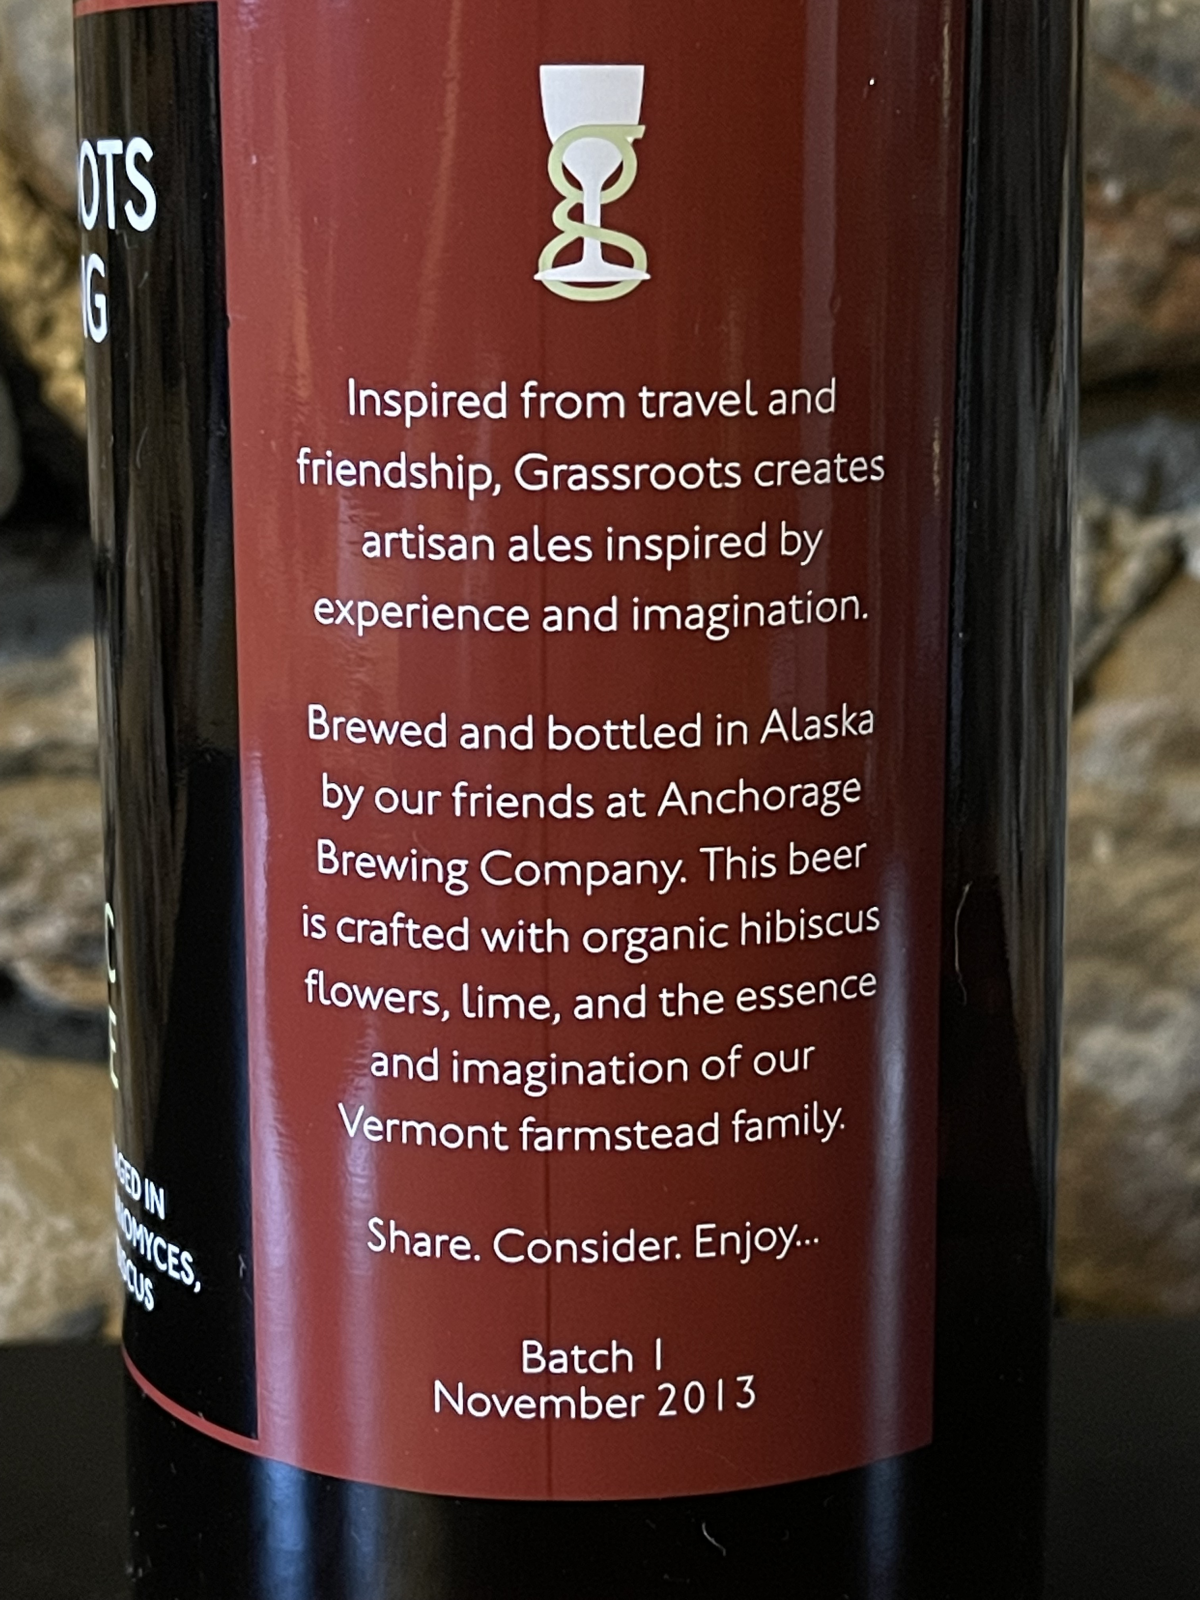 g
Inspired from travel and
friendship, Grassroots creates
artisan ales inspired by
experience and imagination.
Brewed and bottled in Alaska
by our friends at Anchorage
Brewing Company. This beer
is crafted with organic hibiscus
flowers, lime, and the essence
and imagination of our
Vermont farmstead family.
Share. Consider. Enjoy...
Batch 1
November 2013
IN